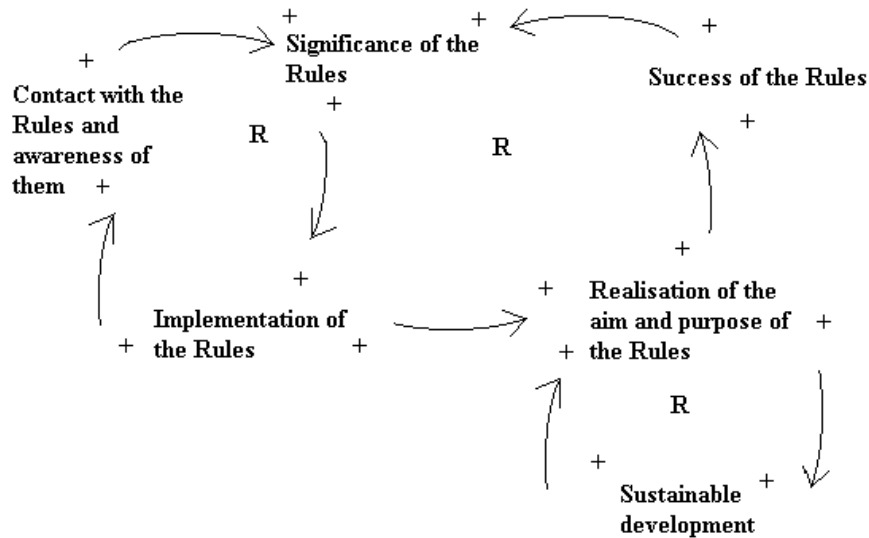 + +
Significance of the
Rules
+
+
Success of the Rules
+
+
Contact with the
Rules and
awareness of
them +
R
R
+
Implementation of
the Rules
+ +
+
+
Realisation of the
aim and purpose of
the Rules
+
+
R
+ +
Sustainable
development